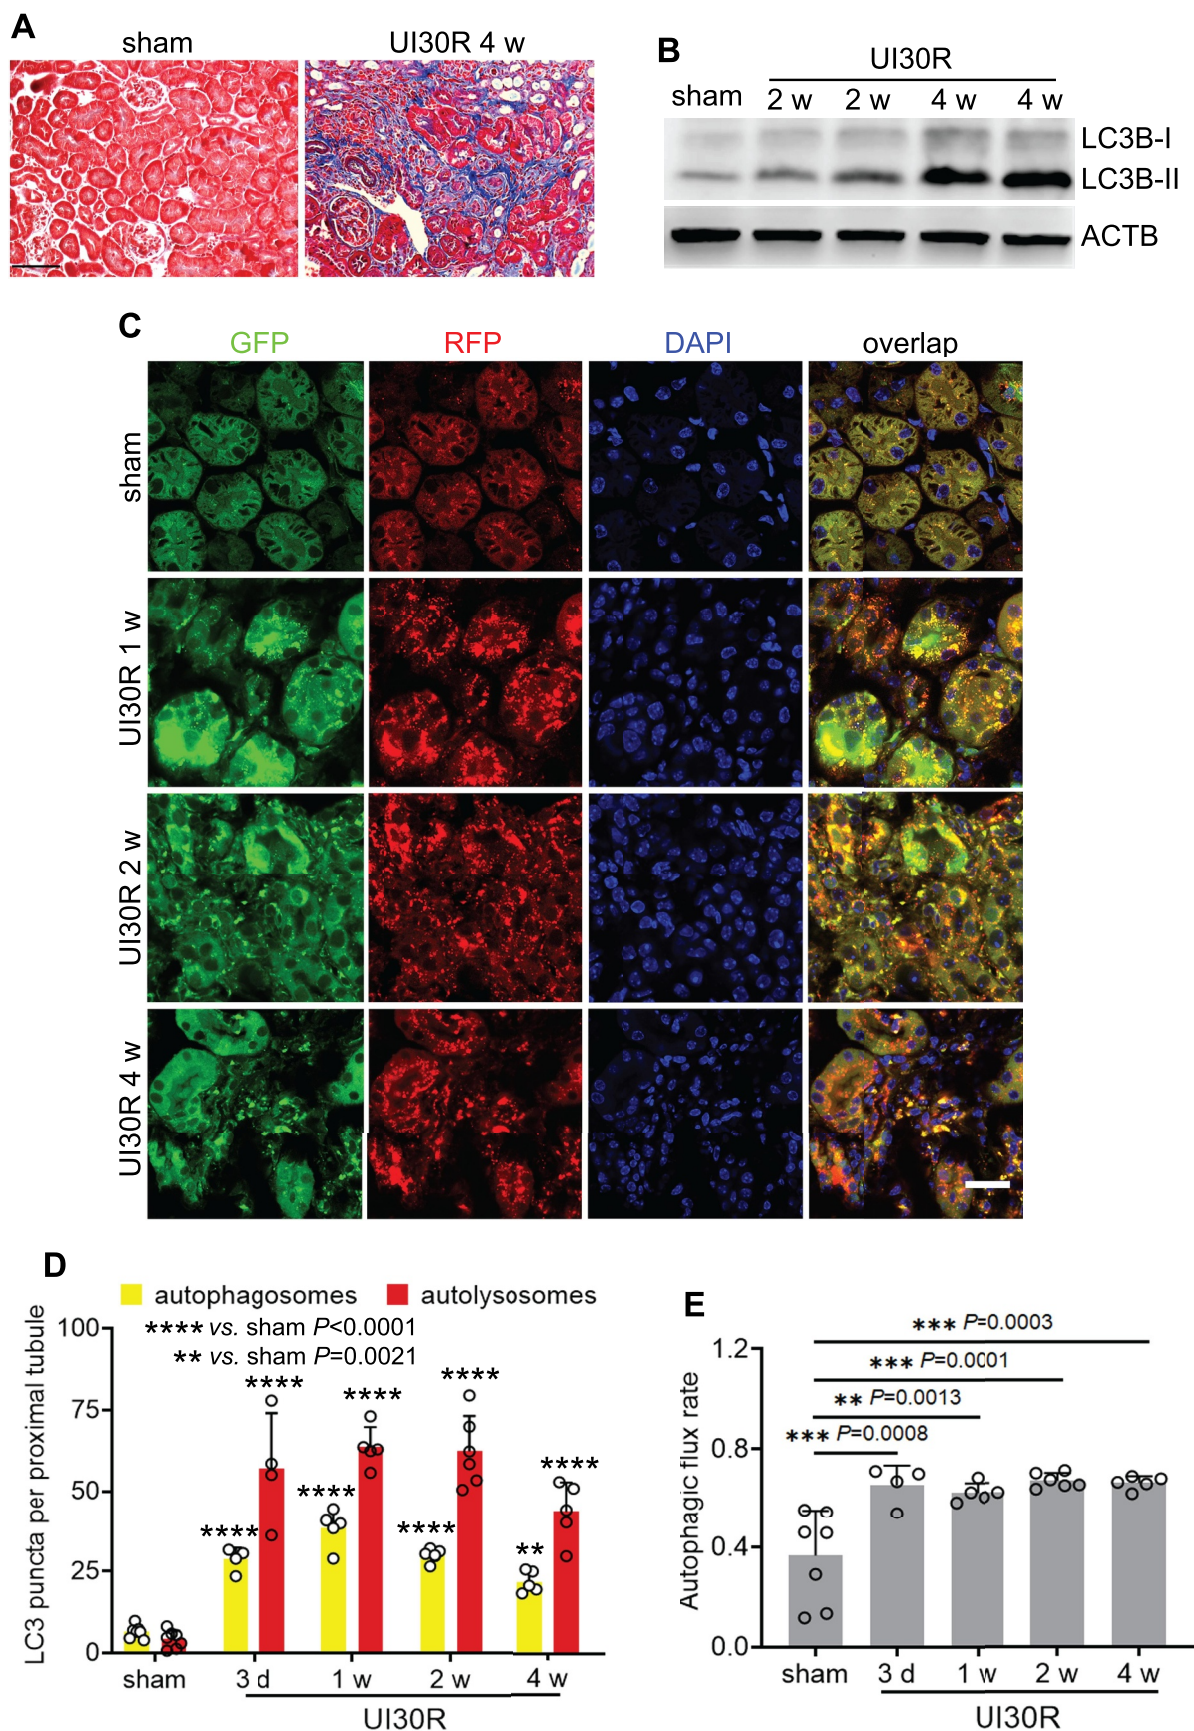 A
sham
UI30R 4 w
B
UI30R
sham 2 w 2 w 4 w 4 w
LC3B-I
LC3B-II
ACTB
C
GFP RFP DAPI overlap
sham
UI30R 1 w
UI30R 2 w
UI30R 4 w
D
autophagosomes autolysosomes
**** vs. sham P<0.0001
** vs. sham P=0.0021
LC3 puncta per proximal tubule
100
75
50
25
0
**** **** **** **** **** **** ** ****
sham 3 d 1 w 2 w 4 w
UI30R
E
*** P=0.0003
*** P=0.0001
** P=0.0013
*** P=0.0008
Autophagic flux rate
1.2
0.8
0.4
0.0
sham 3 d 1 w 2 w 4 w
UI30R